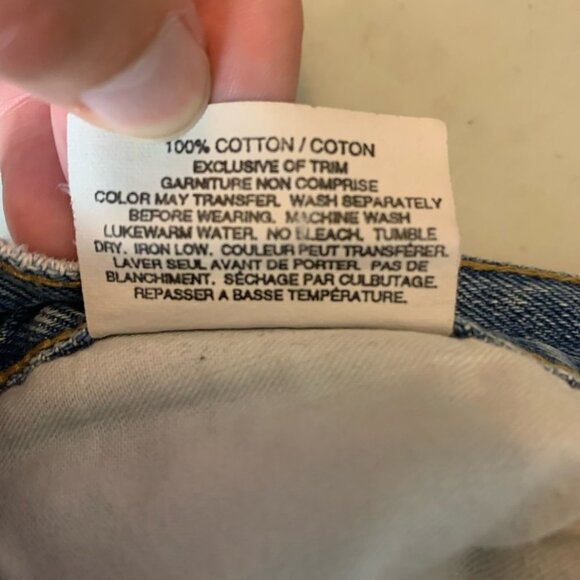 100% COTTON / COTON
EXCLUSIVE OF TRIM
GARNITURE NON COMPRISE
COLOR MAY TRANSFER. WASH SEPARATELY
BEFORE WEARING. MACHINE WASH
LUKEWARM WATER. NO BLEACH. TUMBLE
DRY. IRON LOW. COULEUR PEUT TRANSFÉRER.
LAVER SEUL AVANT DE PORTER. PAS DE
BLANCHIMENT. SÉCHAGE PAR CULBUTAGE.
REPASSER A BASSE TEMPÉRATURE.